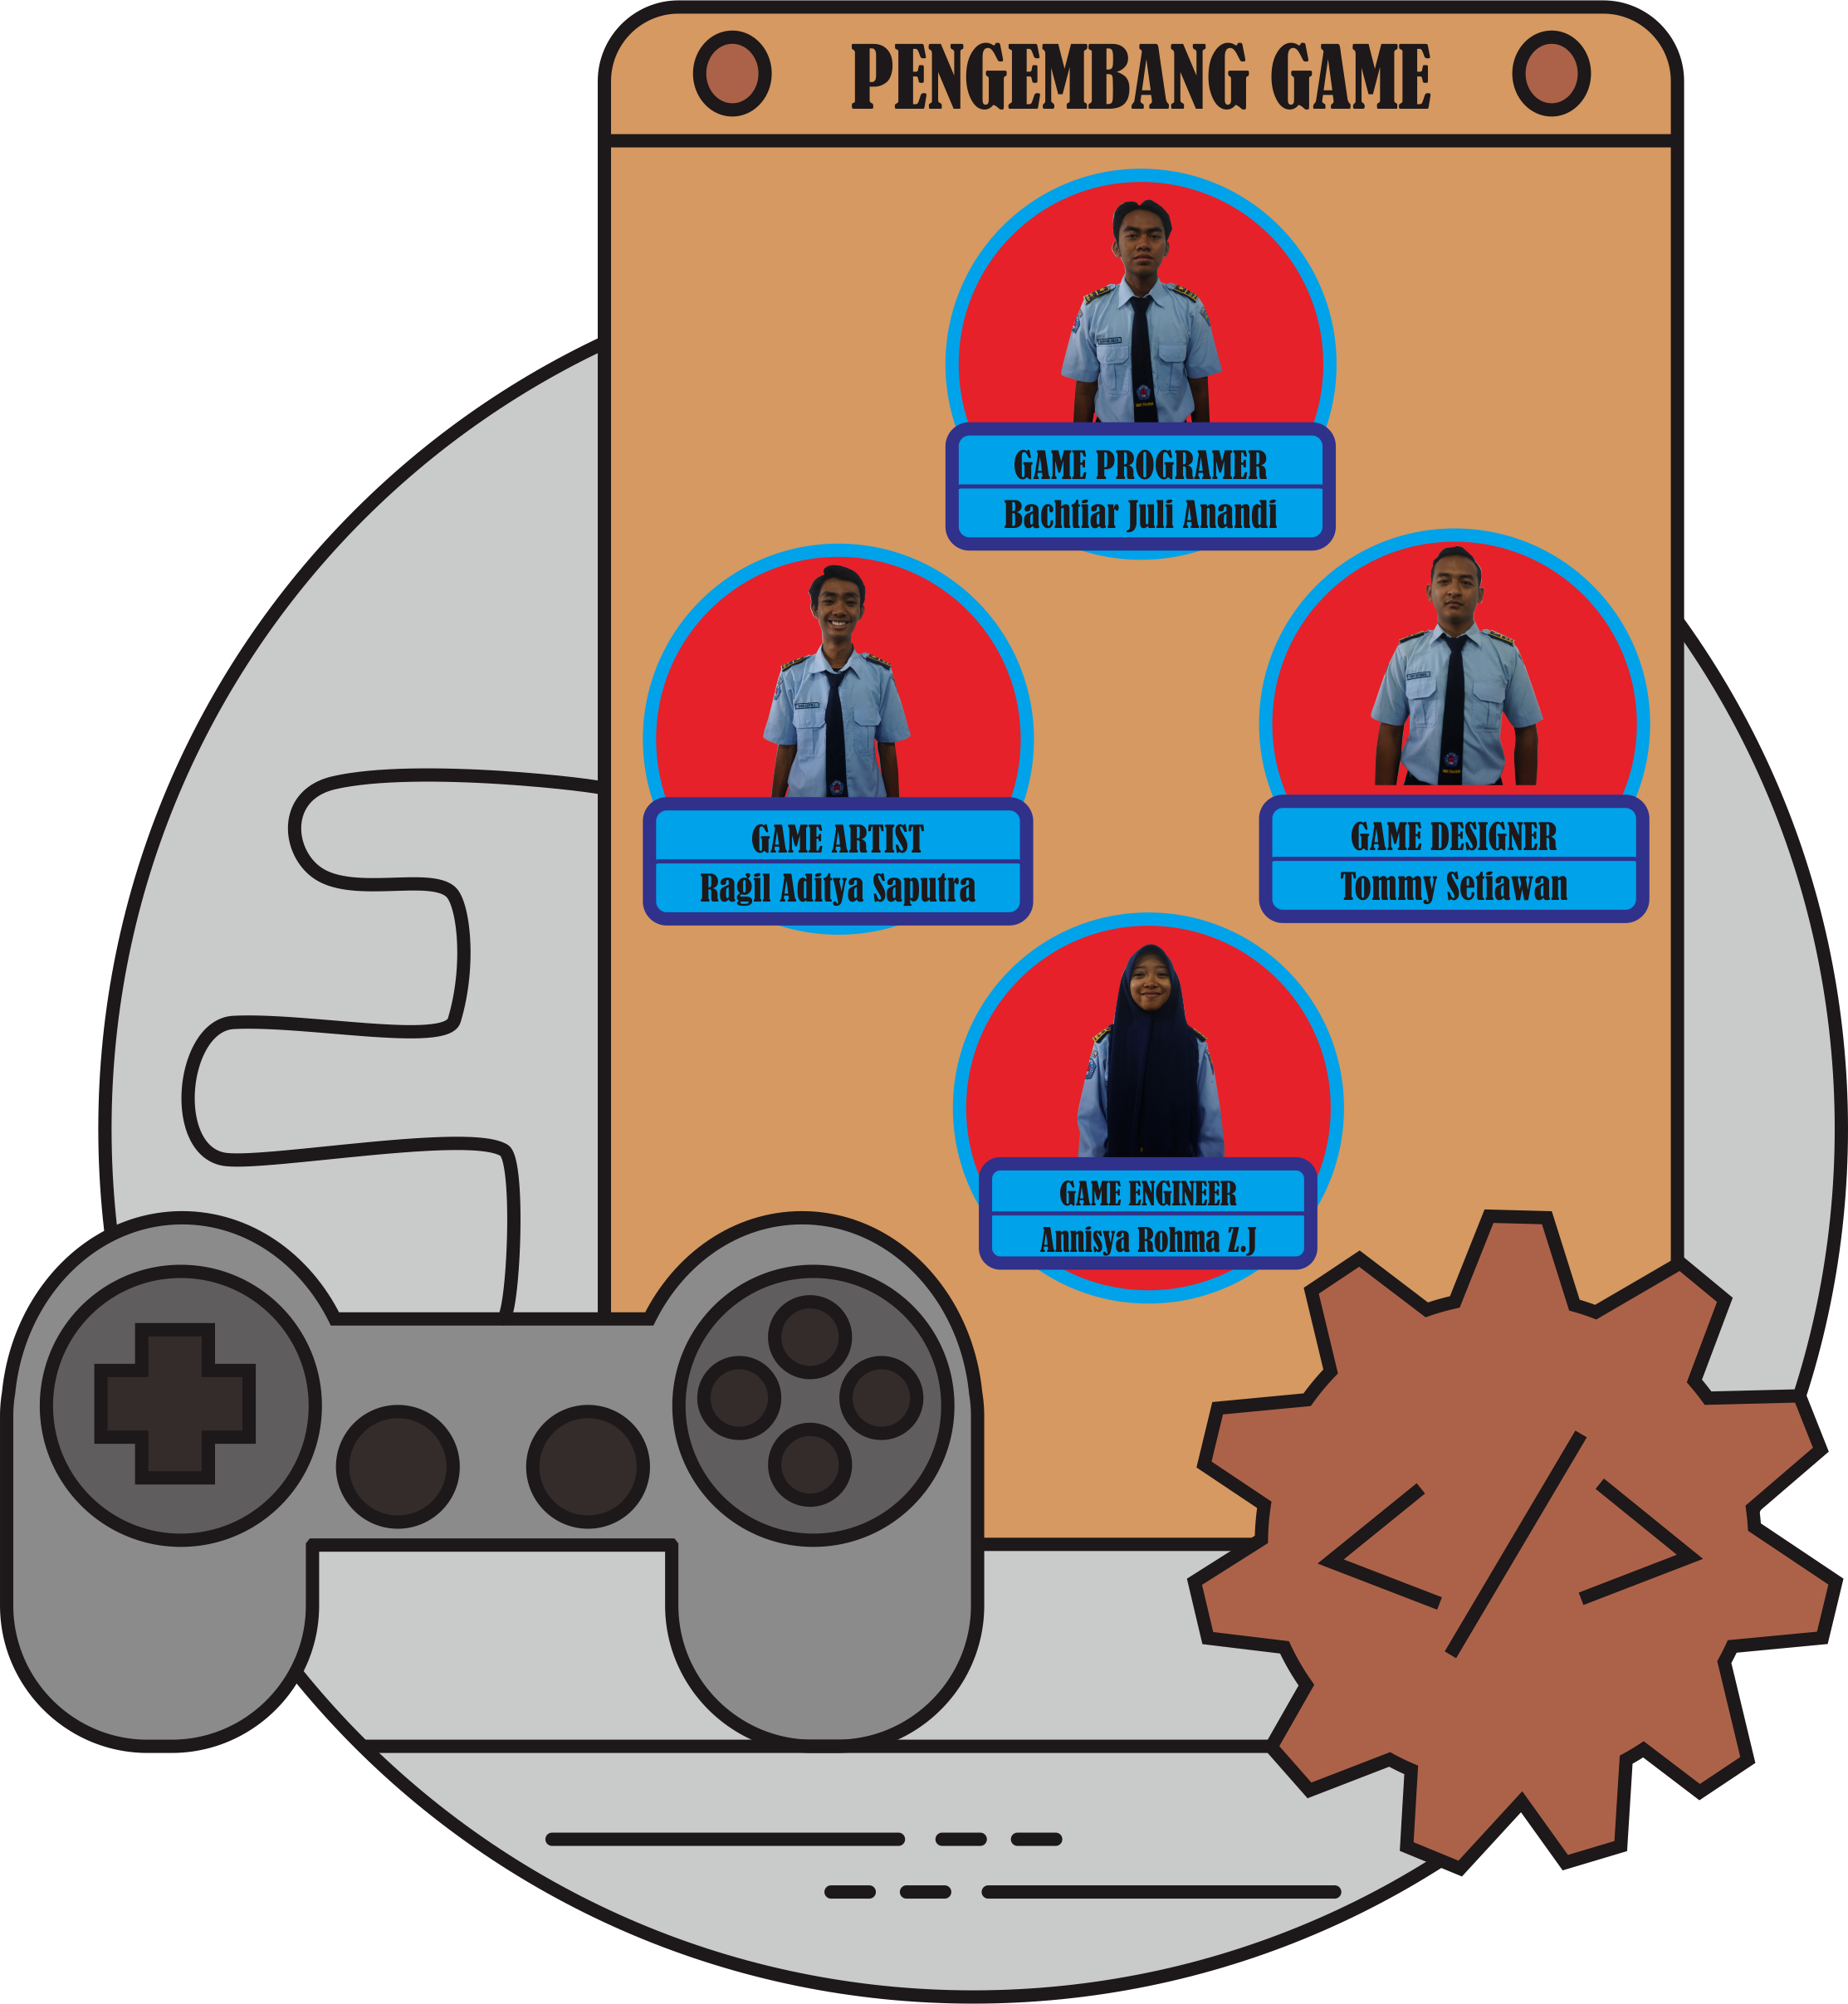 PENGEMBANG GAME
GAME PROGRAMER
Bachtiar Juli Anandi
GAME ARTIST
Ragil Aditya Saputra
GAME DESIGNER
Tommy Setiawan
GAME ENGINEER
Annisya Rohma Z.J